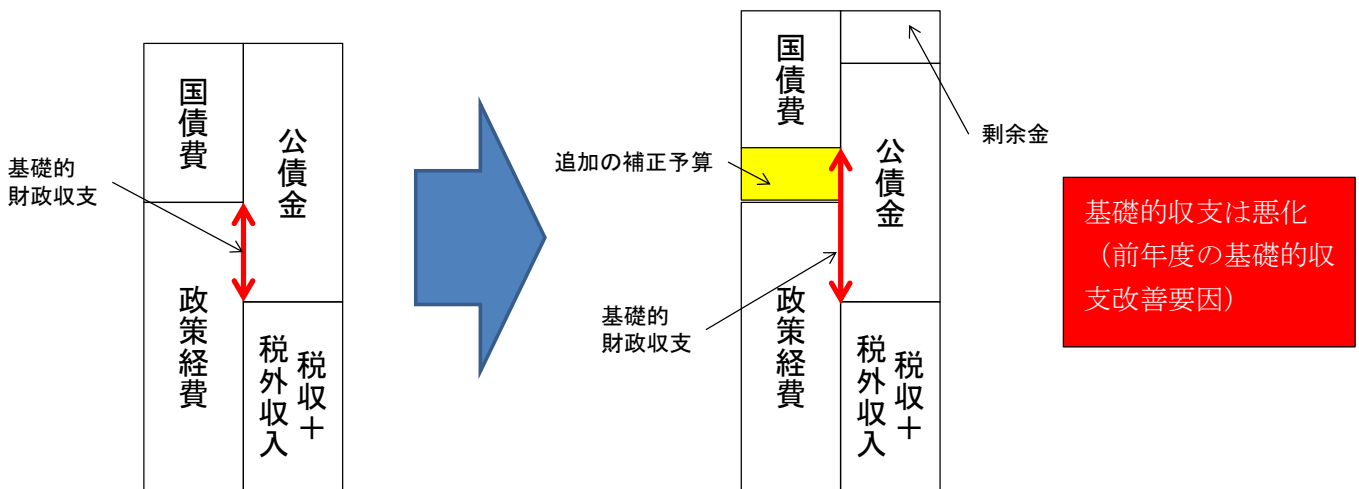 国債費
公債金
基礎的
財政収支
政策経費
税収＋
税外収入
国債費
剰余金
追加の補正予算
公債金
基礎的
財政収支
政策経費
税収＋
税外収入
基礎的収支は悪化
（前年度の基礎的収
支改善要因）